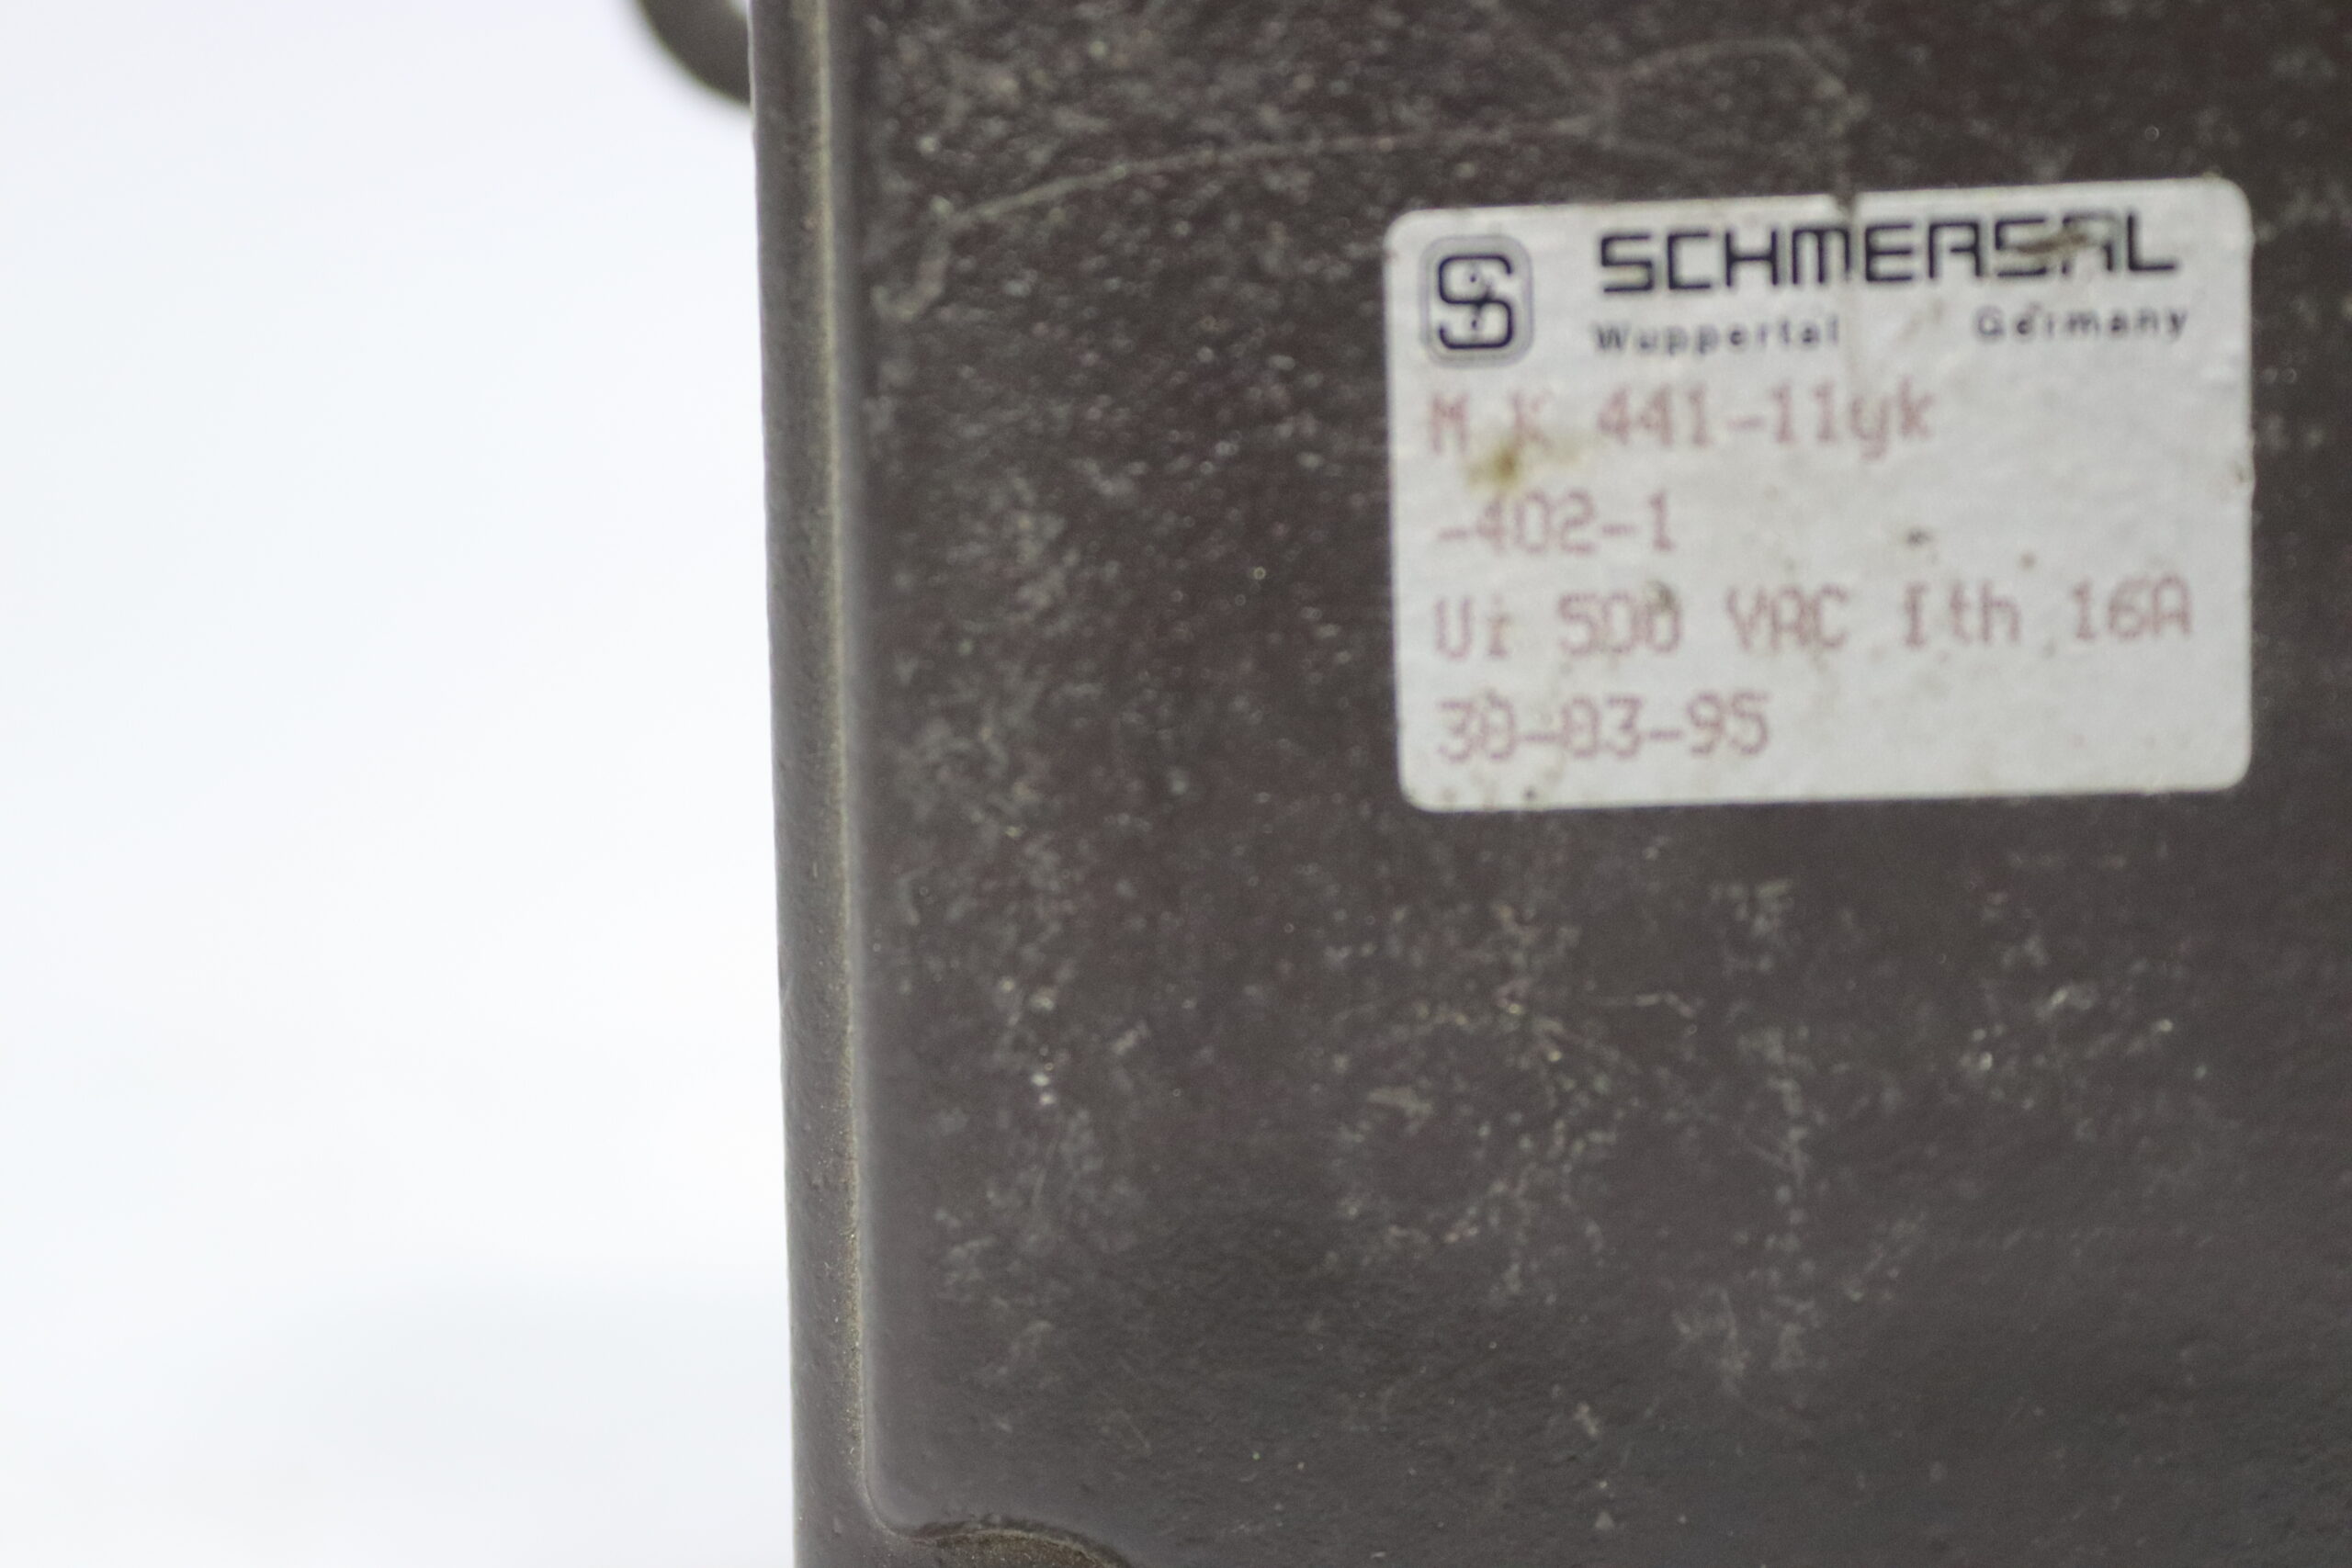 SCHMERSAL
Wuppertal Germany
M K 441-11yk
-402-1
Ui 500 VAC Ith 16A
30-03-95